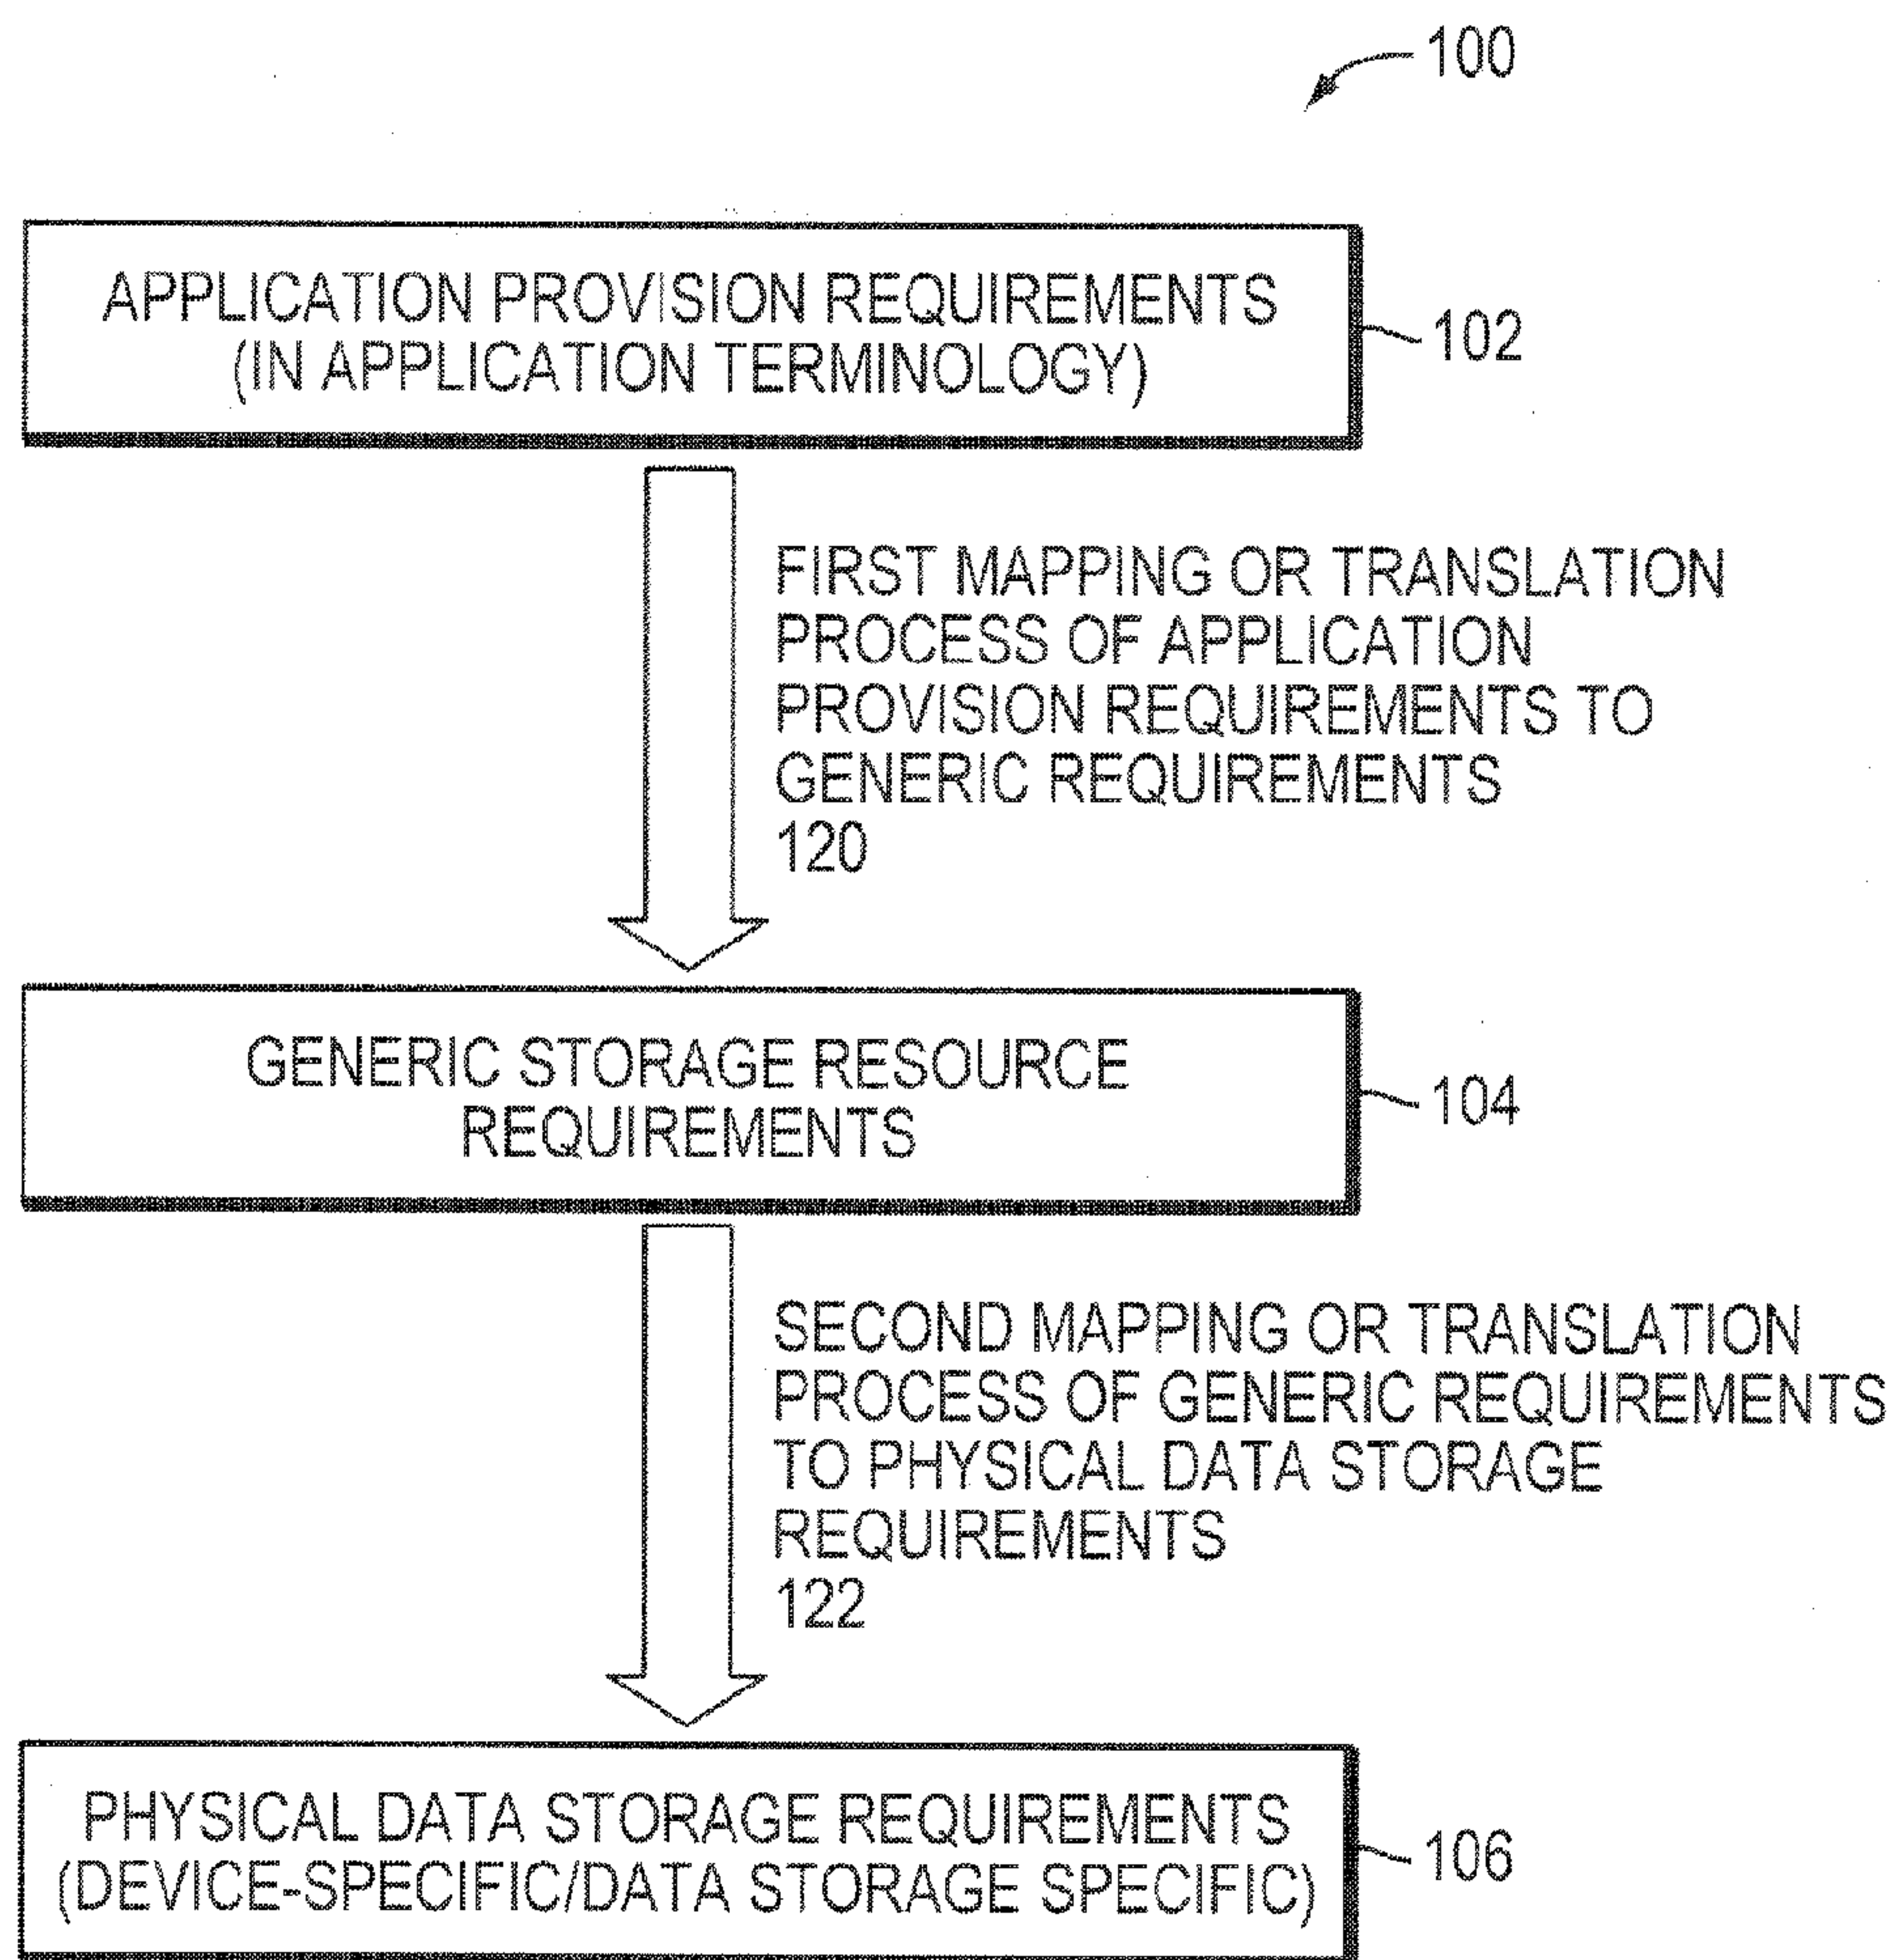 100
APPLICATION PROVISION REQUIREMENTS
(IN APPLICATION TERMINOLOGY)
102
FIRST MAPPING OR TRANSLATION
PROCESS OF APPLICATION
PROVISION REQUIREMENTS TO
GENERIC REQUIREMENTS
120
GENERIC STORAGE RESOURCE
REQUIREMENTS
104
SECOND MAPPING OR TRANSLATION
PROCESS OF GENERIC REQUIREMENTS
TO PHYSICAL DATA STORAGE
REQUIREMENTS
122
PHYSICAL DATA STORAGE REQUIREMENTS
(DEVICE-SPECIFIC/DATA STORAGE SPECIFIC)
106